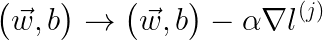 $(\vec{w}, b) \rightarrow (\vec{w}, b) - \alpha \nabla l^{(j)}$